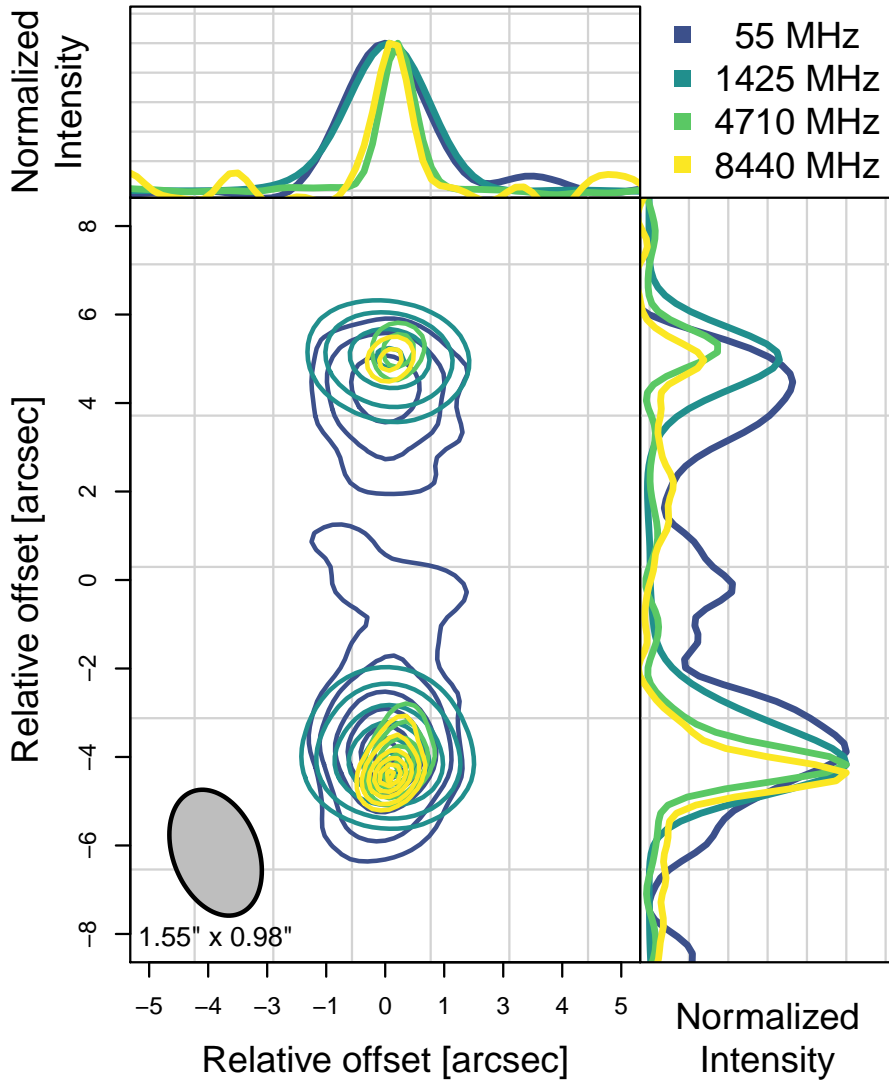 Normalized
Intensity
55 MHz
1425 MHz
4710 MHz
8440 MHz
Relative offset [arcsec]
8
6
4
2
0
−2
−4
−6
−8
1.55" x 0.98"
−5 −4 −3 −1 0 1 3 4 5
Relative offset [arcsec]
Normalized
Intensity